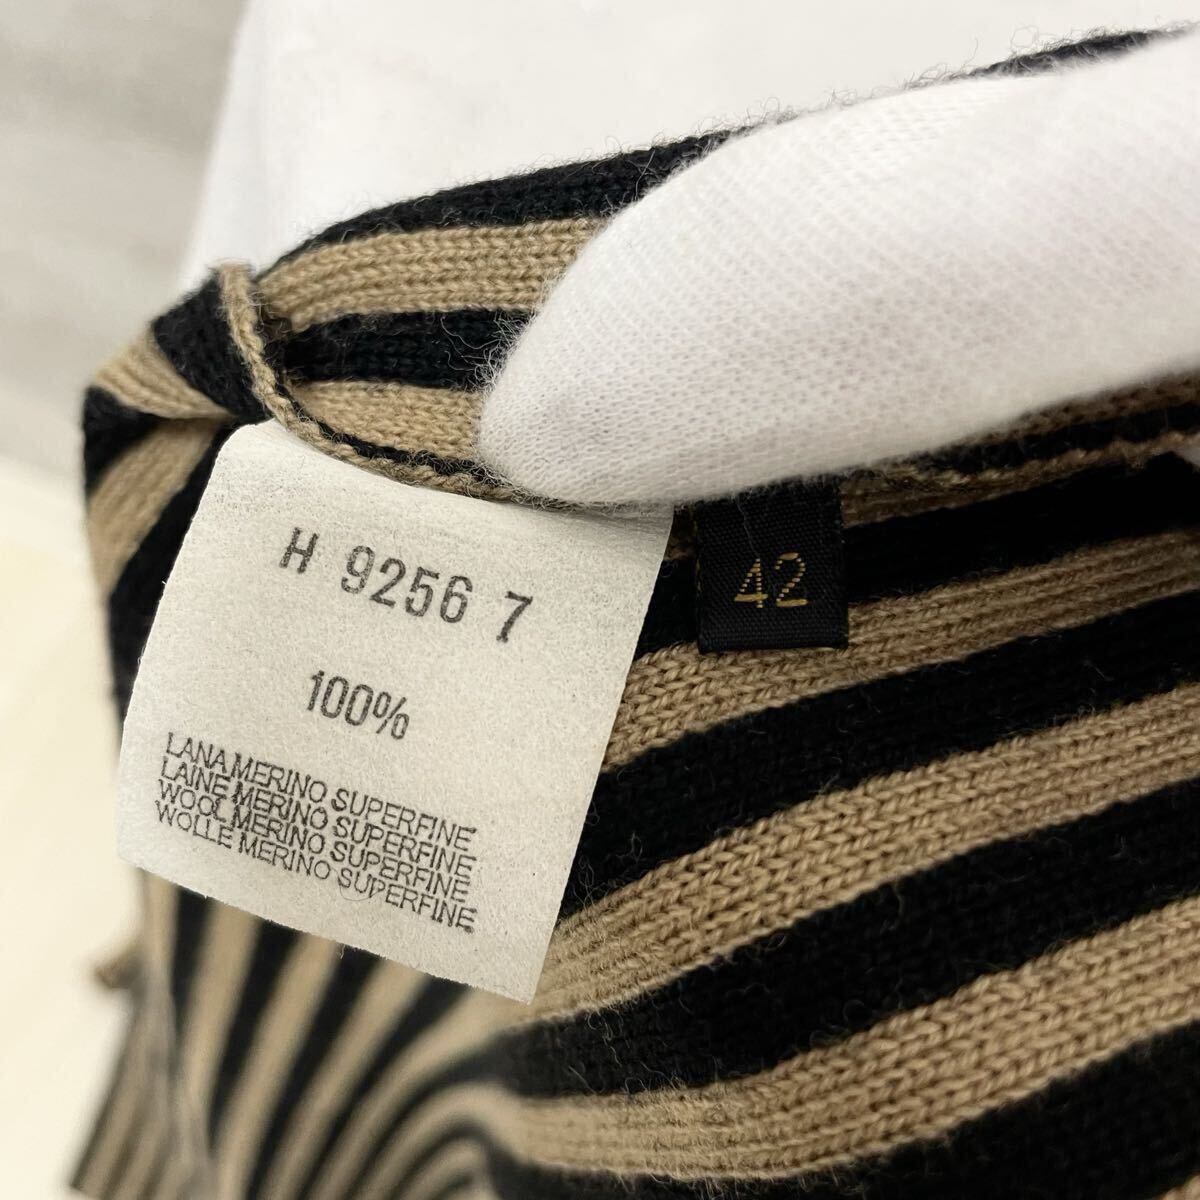 H 9256 7
42
100%
LANA MERINO SUPERFINE
LAINE MERINO SUPERFINE
WOOL MERINO SUPERFINE
WOLLE MERINO SUPERFINE